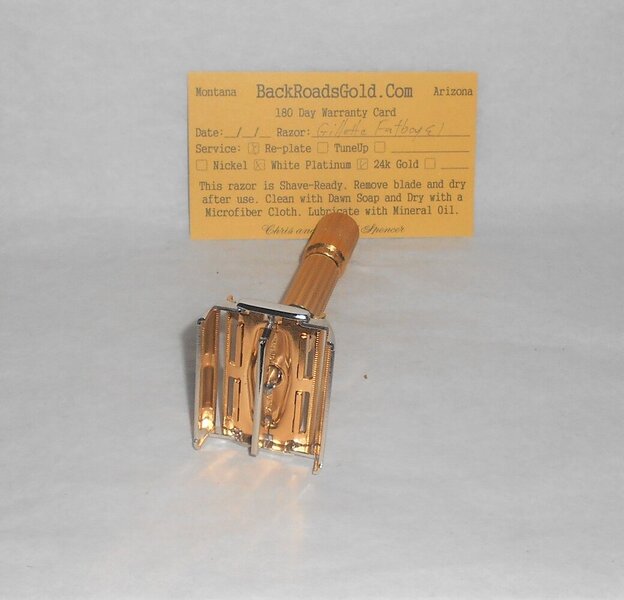 Montana BackRoadsGold.Com Arizona
180 Day Warranty Card
Date: / / Razor: Gillette Fatboy
Service: Re-plate TuneUp
Nickel White Platinum 24k Gold
This razor is Shave-Ready. Remove blade and dry
after use. Clean with Dawn Soap and Dry with a
Microfiber Cloth. Lubricate with Mineral Oil.
Chris and Spencer